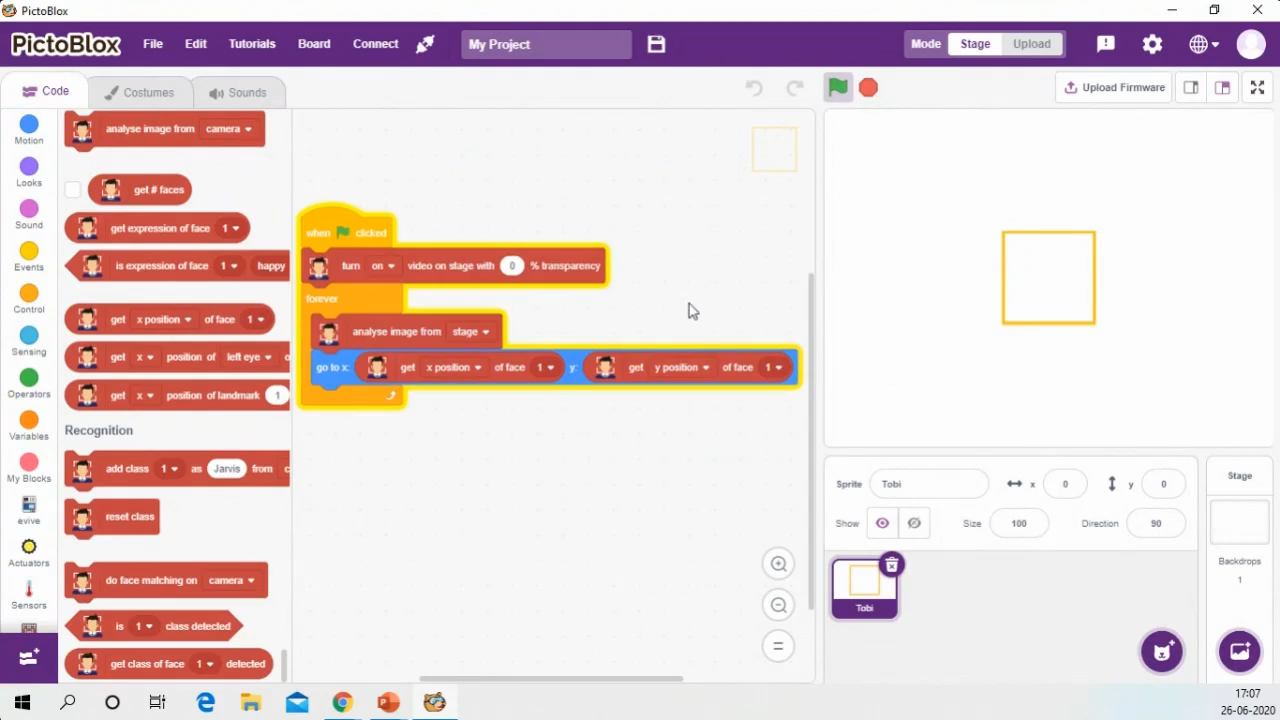 PictoBlox
PictoBlox File Edit Tutorials Board Connect My Project Mode Stage Upload
Code Costumes Sounds Upload Firmware
Motion
Looks
Sound
Events
Control
Sensing
Operators
Variables
My Blocks
evive
Actuators
Sensors
analyse image from camera
get # faces
get expression of face 1
is expression of face 1 happy
get x position of face 1
get x position of left eye o
get x position of landmark 1
Recognition
add class 1 as Jarvis from c
reset class
do face matching on camera
is 1 class detected
get class of face 1 detected
when clicked
turn on video on stage with 0 % transparency
forever
analyse image from stage
go to x: get x position of face 1 y: get y position of face 1
Sprite Tobi x 0 y 0
Show Size 100 Direction 90
Tobi
Stage
Backdrops
1
17:07
26-06-2020